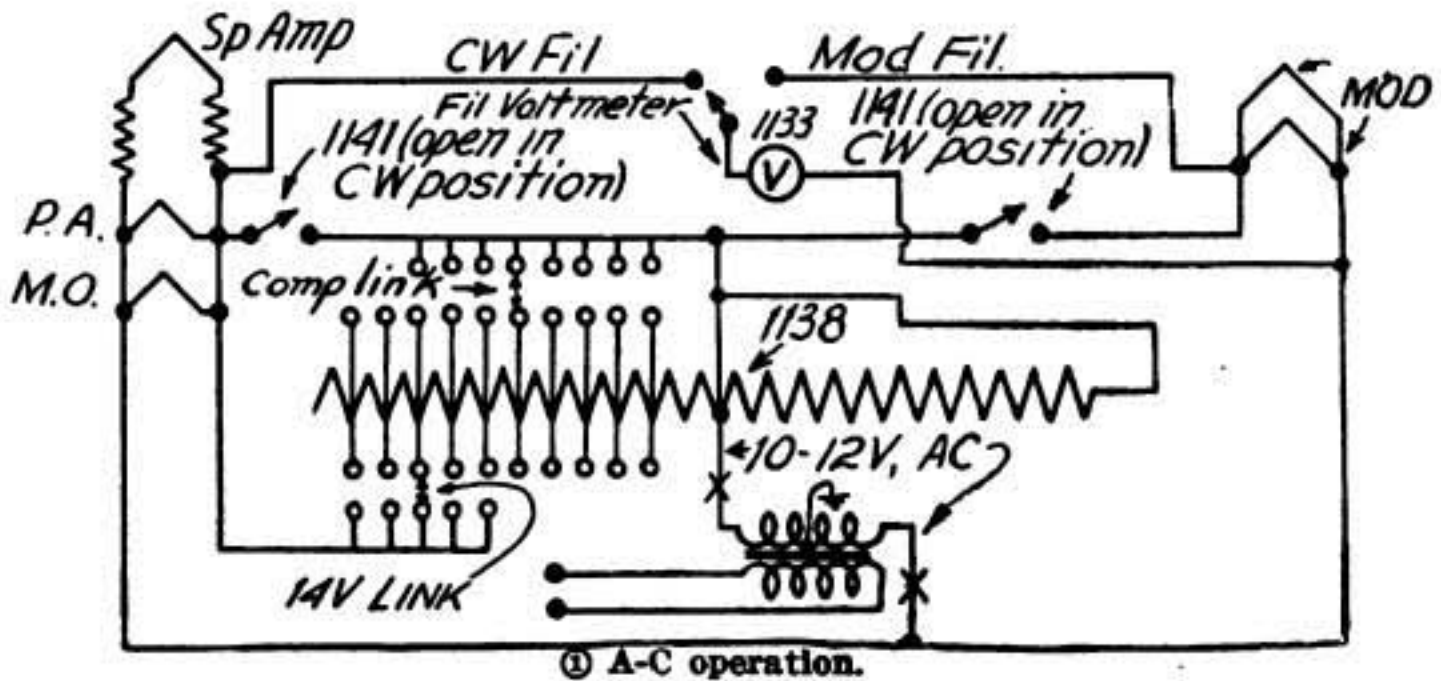 Sp Amp
CW Fil
Mod Fil.
Fil Voltmeter
1133
V
1141 (open in
CW position)
1141 (open in
CW position)
MOD
P.A.
M.O.
Comp link
1138
10-12V, AC
14V LINK
① A-C operation.